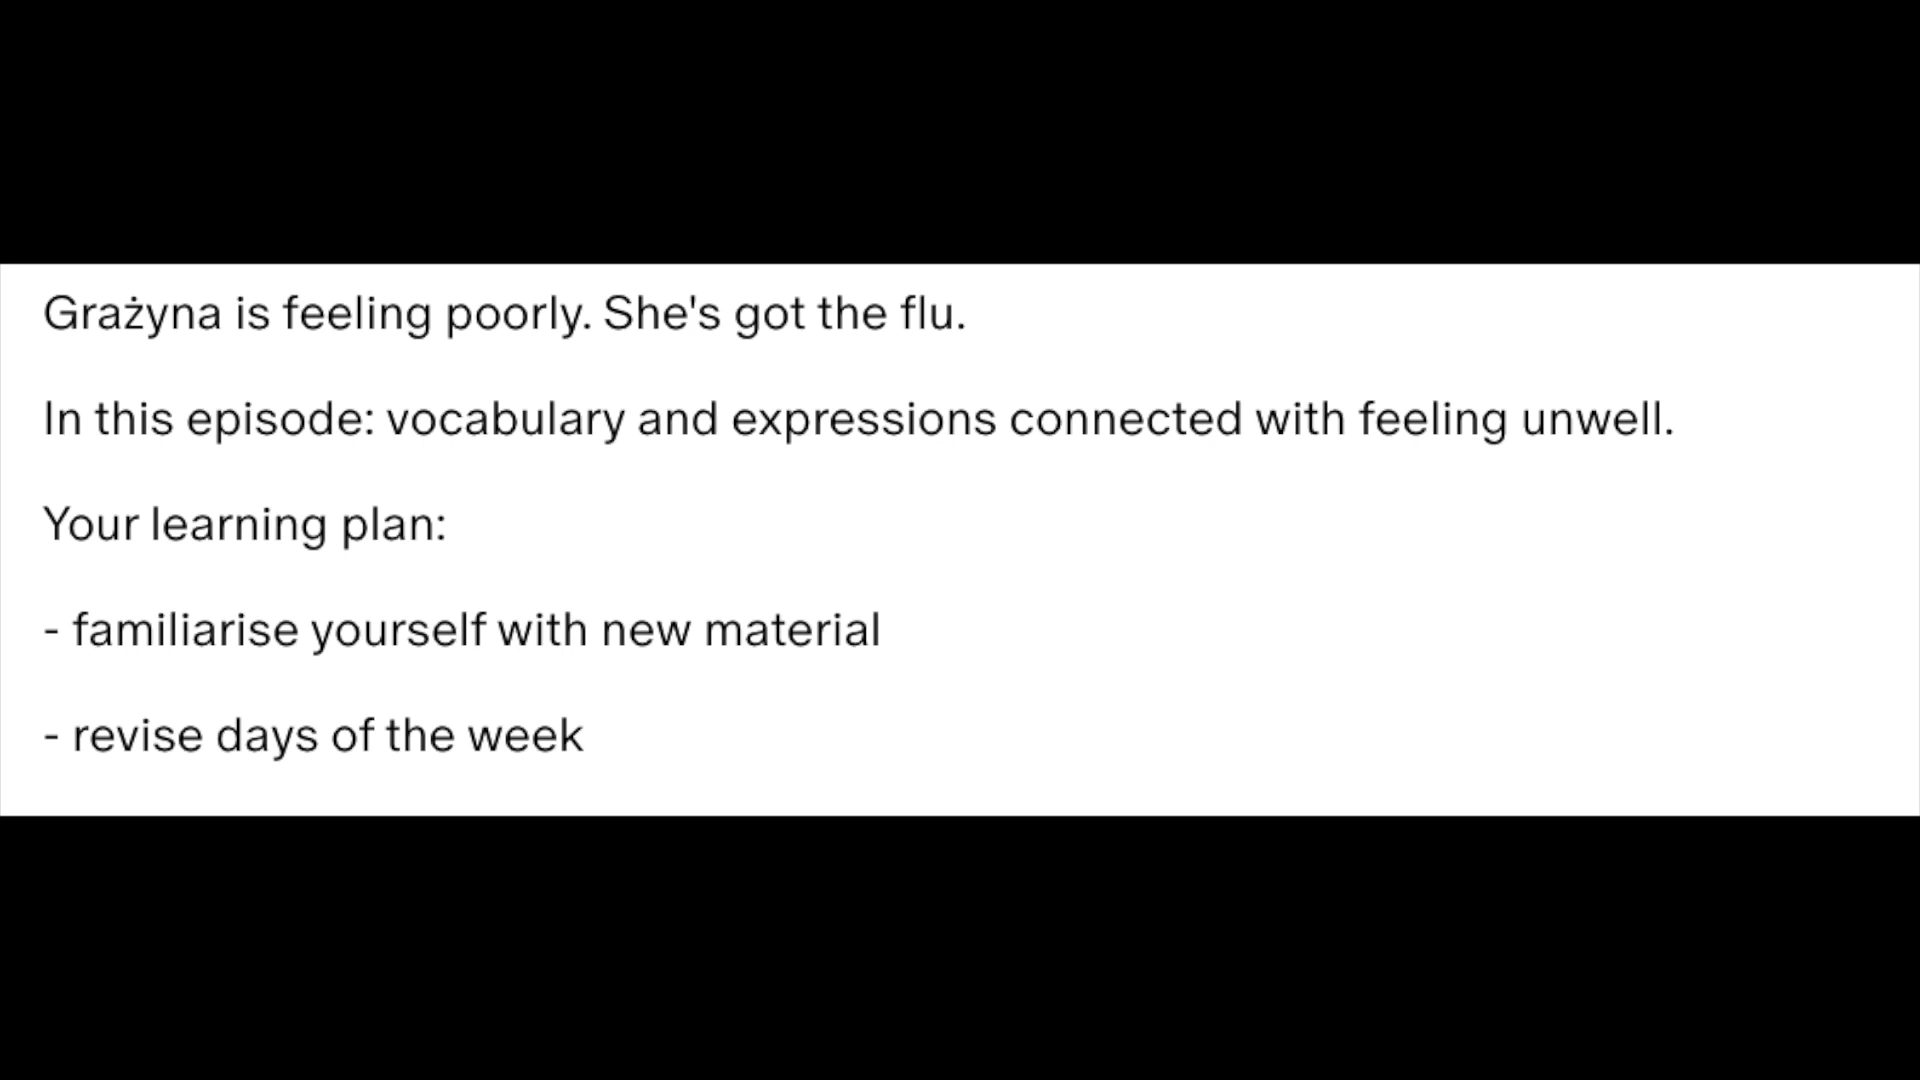 Grażyna is feeling poorly. She's got the flu.
In this episode: vocabulary and expressions connected with feeling unwell.
Your learning plan:
- familiarise yourself with new material
- revise days of the week